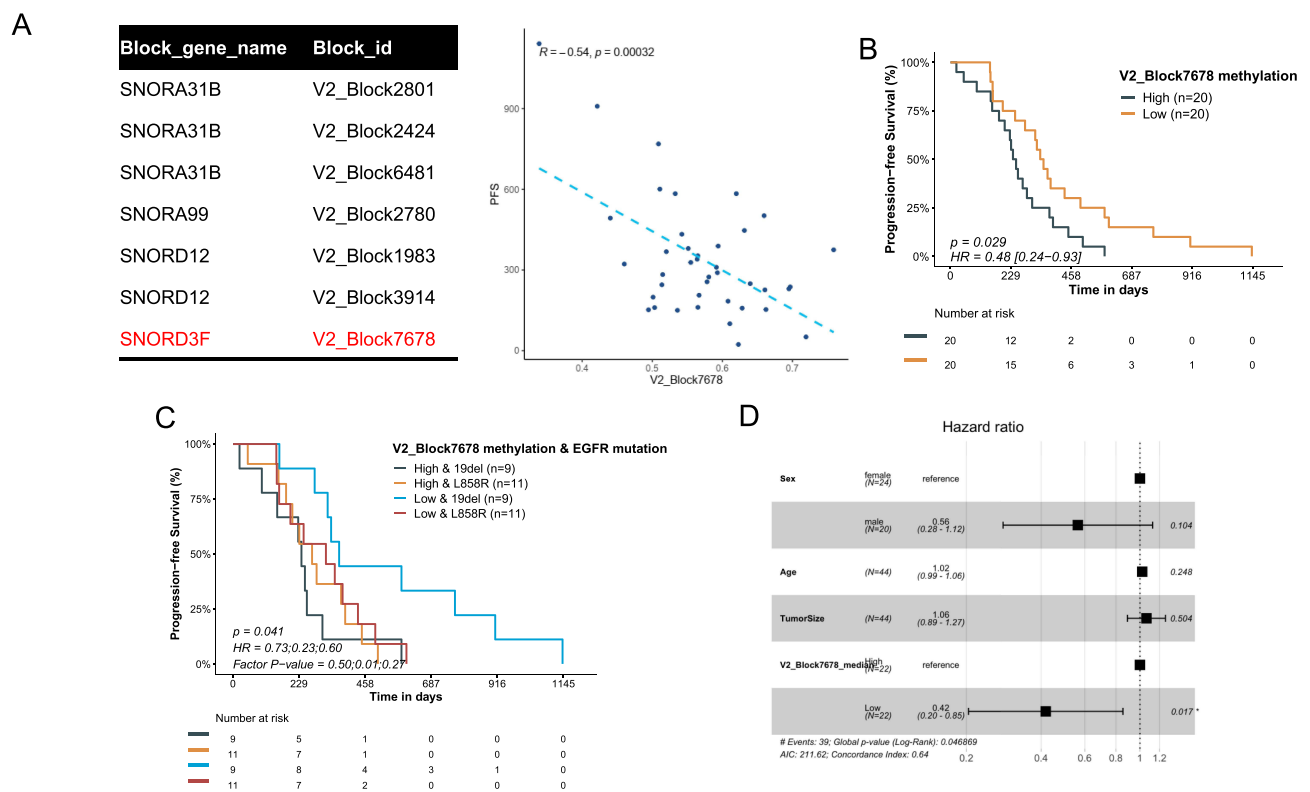 A
Block_gene_name Block_id
SNORA31B V2_Block2801
SNORA31B V2_Block2424
SNORA31B V2_Block6481
SNORA99 V2_Block2780
SNORD12 V2_Block1983
SNORD12 V2_Block3914
SNORD3F V2_Block7678
R = −0.54, p = 0.00032
PFS
900
600
300
0
0.4 0.5 0.6 0.7
V2_Block7678
B
Progression−free Survival (%)
100%
75%
50%
25%
0%
V2_Block7678 methylation
High (n=20)
Low (n=20)
p = 0.029
HR = 0.48 [0.24−0.93]
0 229 458 687 916 1145
Time in days
Number at risk
20 12 2 0 0 0
20 15 6 3 1 0
C
Progression−free Survival (%)
100%
75%
50%
25%
0%
V2_Block7678 methylation & EGFR mutation
High & 19del (n=9)
High & L858R (n=11)
Low & 19del (n=9)
Low & L858R (n=11)
p = 0.041
HR = 0.73;0.23;0.60
Factor P−value = 0.50;0.01;0.27
0 229 458 687 916 1145
Time in days
Number at risk
9 5 1 0 0 0
11 7 1 0 0 0
9 8 4 3 1 0
11 7 2 0 0 0
D
Hazard ratio
Sex female (N=24) reference
male (N=20) 0.56 (0.28 - 1.12) 0.104
Age (N=44) 1.02 (0.99 - 1.06) 0.248
TumorSize (N=44) 1.06 (0.89 - 1.27) 0.504
V2_Block7678_median High (N=22) reference
Low (N=22) 0.42 (0.20 - 0.85) 0.017 *
# Events: 39; Global p-value (Log-Rank): 0.046869
AIC: 211.62; Concordance Index: 0.64
0.2 0.4 0.6 0.8 1 1.2